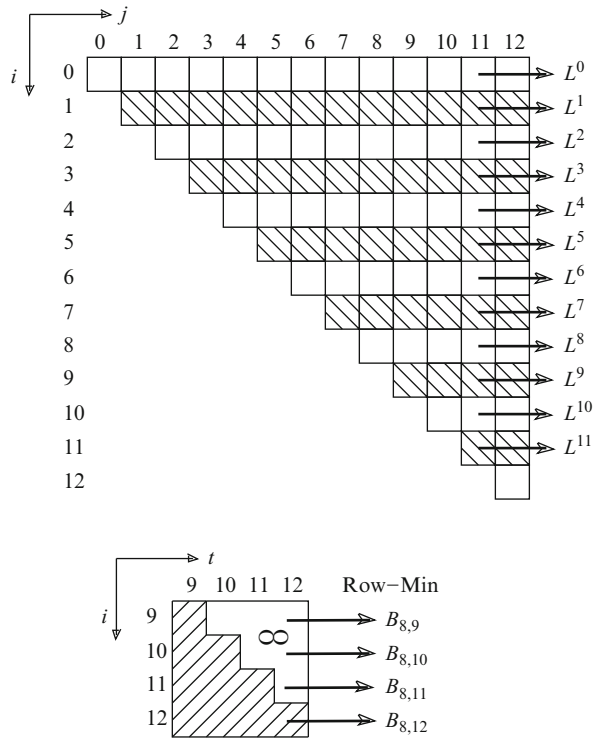 j
0 1 2 3 4 5 6 7 8 9 10 11 12
i
0 L^0
1 L^1
2 L^2
3 L^3
4 L^4
5 L^5
6 L^6
7 L^7
8 L^8
9 L^9
10 L^10
11 L^11
12
t
9 10 11 12 Row−Min
i
9 B_{8,9}
∞
10 B_{8,10}
11 B_{8,11}
12 B_{8,12}